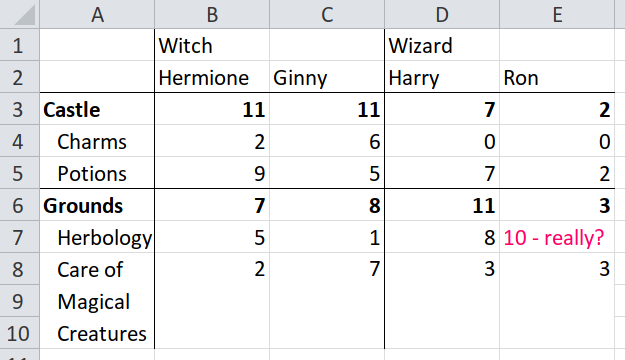 A B C D E
1 Witch Wizard
2 Hermione Ginny Harry Ron
3 Castle 11 11 7 2
4 Charms 2 6 0 0
5 Potions 9 5 7 2
6 Grounds 7 8 11 3
7 Herbology 5 1 8 10 - really?
8 Care of 2 7 3 3
9 Magical
10 Creatures